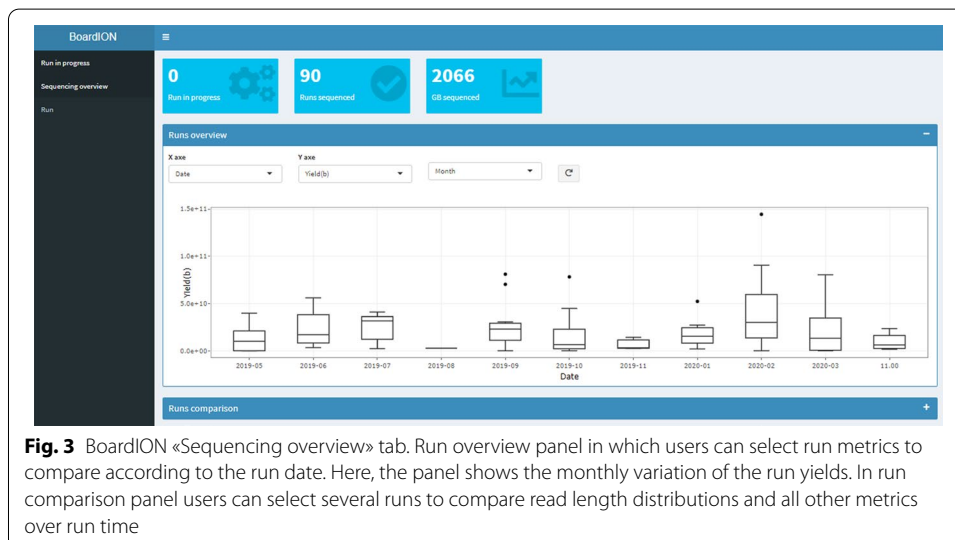 BoardION
Run in progress
Sequencing overview
Run
0
Run in progress
90
Runs sequenced
2066
GB sequenced
Runs overview
X axe
Y axe
Date
Yield(b)
Month
1.5e+11
1.0e+11
5.0e+10
0.0e+00
Yield(b)
2019-05 2019-06 2019-07 2019-08 2019-09 2019-10 2019-11 2020-01 2020-02 2020-03 11.00
Date
Runs comparison
Fig. 3 BoardION «Sequencing overview» tab. Run overview panel in which users can select run metrics to
compare according to the run date. Here, the panel shows the monthly variation of the run yields. In run
comparison panel users can select several runs to compare read length distributions and all other metrics
over run time